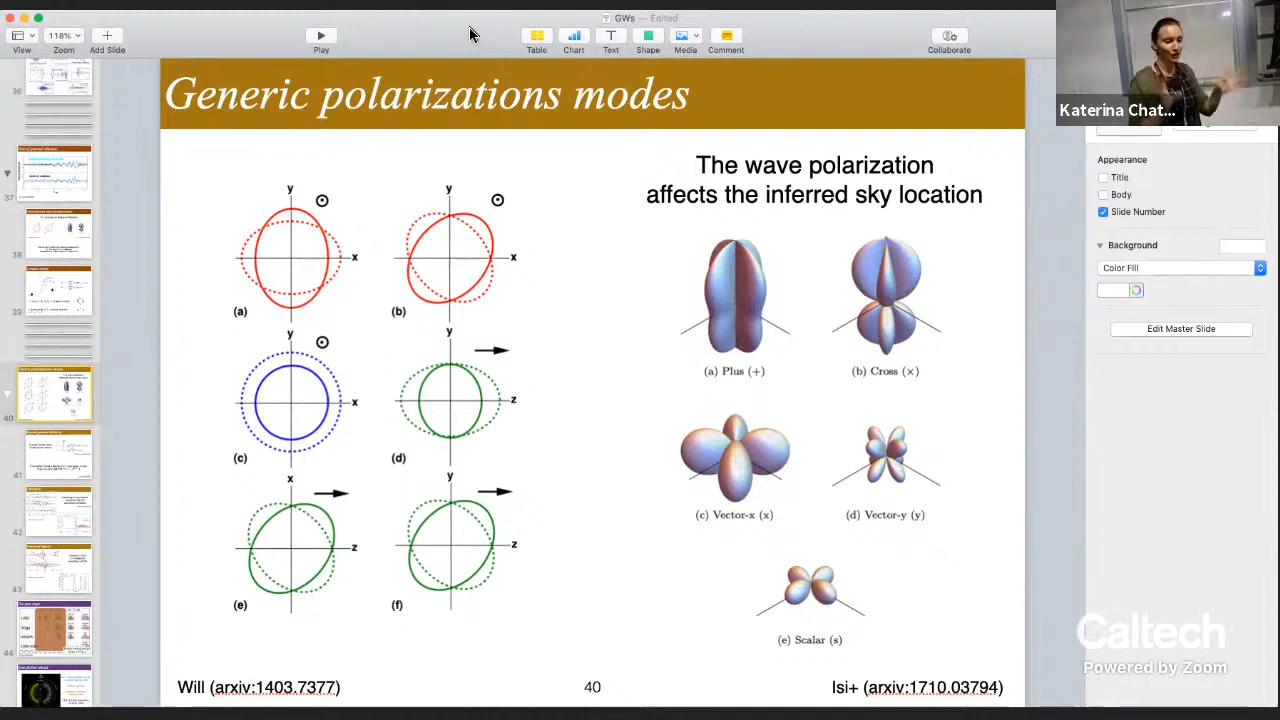 GWs — Edited
118%
View
Zoom
Add Slide
Play
Table
Chart
Text
Shape
Media
Comment
Collaborate
Katerina Chat...
36
37
38
39
40
41
42
43
44
Generic polarizations modes
The wave polarization
affects the inferred sky location
y
x
(a)
y
x
(b)
y
x
(c)
y
z
(d)
x
z
(e)
y
z
(f)
(a) Plus (+)
(b) Cross (×)
(c) Vector-x (x)
(d) Vector-y (y)
(e) Scalar (s)
Will (arxiv:1403.7377)
40
Isi+ (arxiv:1710.03794)
Appearance
Title
Body
Slide Number
Background
Color Fill
Edit Master Slide
Caltech
Powered by Zoom